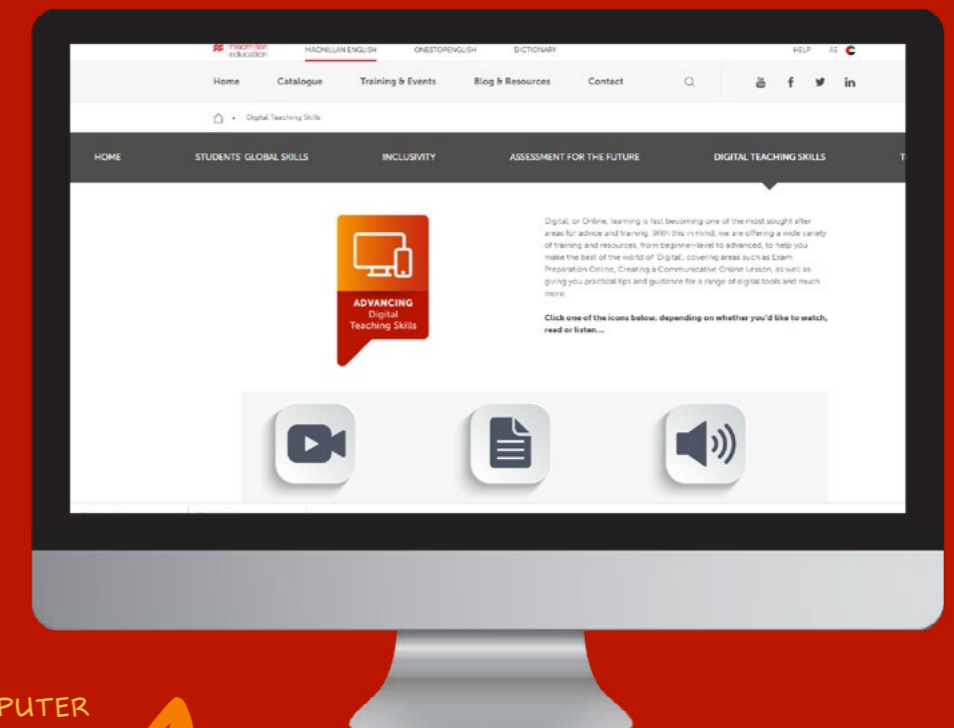 macmillan
education
MACMILLAN ENGLISH ONESTOPENGLISH DICTIONARY HELP AE
Home Catalogue Training & Events Blog & Resources Contact
Digital Teaching Skills
HOME STUDENTS' GLOBAL SKILLS INCLUSIVITY ASSESSMENT FOR THE FUTURE DIGITAL TEACHING SKILLS T
Digital, or Online, learning is fast becoming one of the most sought after
areas for advice and training. With this in mind, we are offering a wide variety
of training and resources, from beginner-level to advanced, to help you
make the best of the world of 'Digital', covering areas such as Exam
Preparation Online, Creating a Communicative Online Lesson, as well as
giving you practical tips and guidance for a range of digital tools and much
more.
Click one of the icons below, depending on whether you'd like to watch,
read or listen....
ADVANCING
Digital
Teaching Skills
PUTER